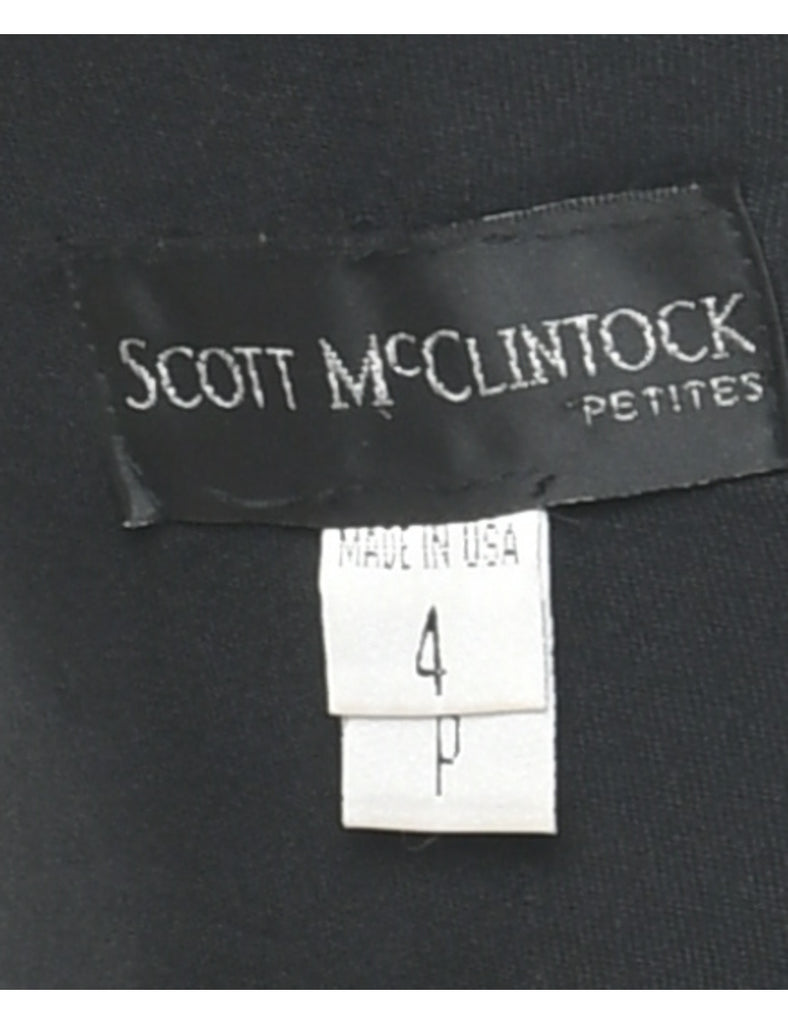 SCOTT McCLINTOCK
PETITES
MADE IN USA
4
P